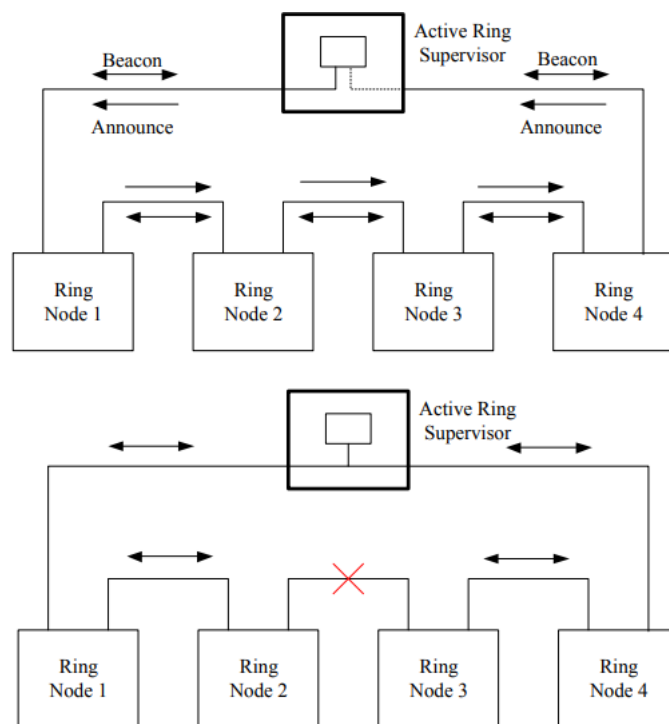 Active Ring
Supervisor
Beacon
Beacon
Announce
Announce
Ring
Node 1
Ring
Node 2
Ring
Node 3
Ring
Node 4
Active Ring
Supervisor
Ring
Node 1
Ring
Node 2
Ring
Node 3
Ring
Node 4